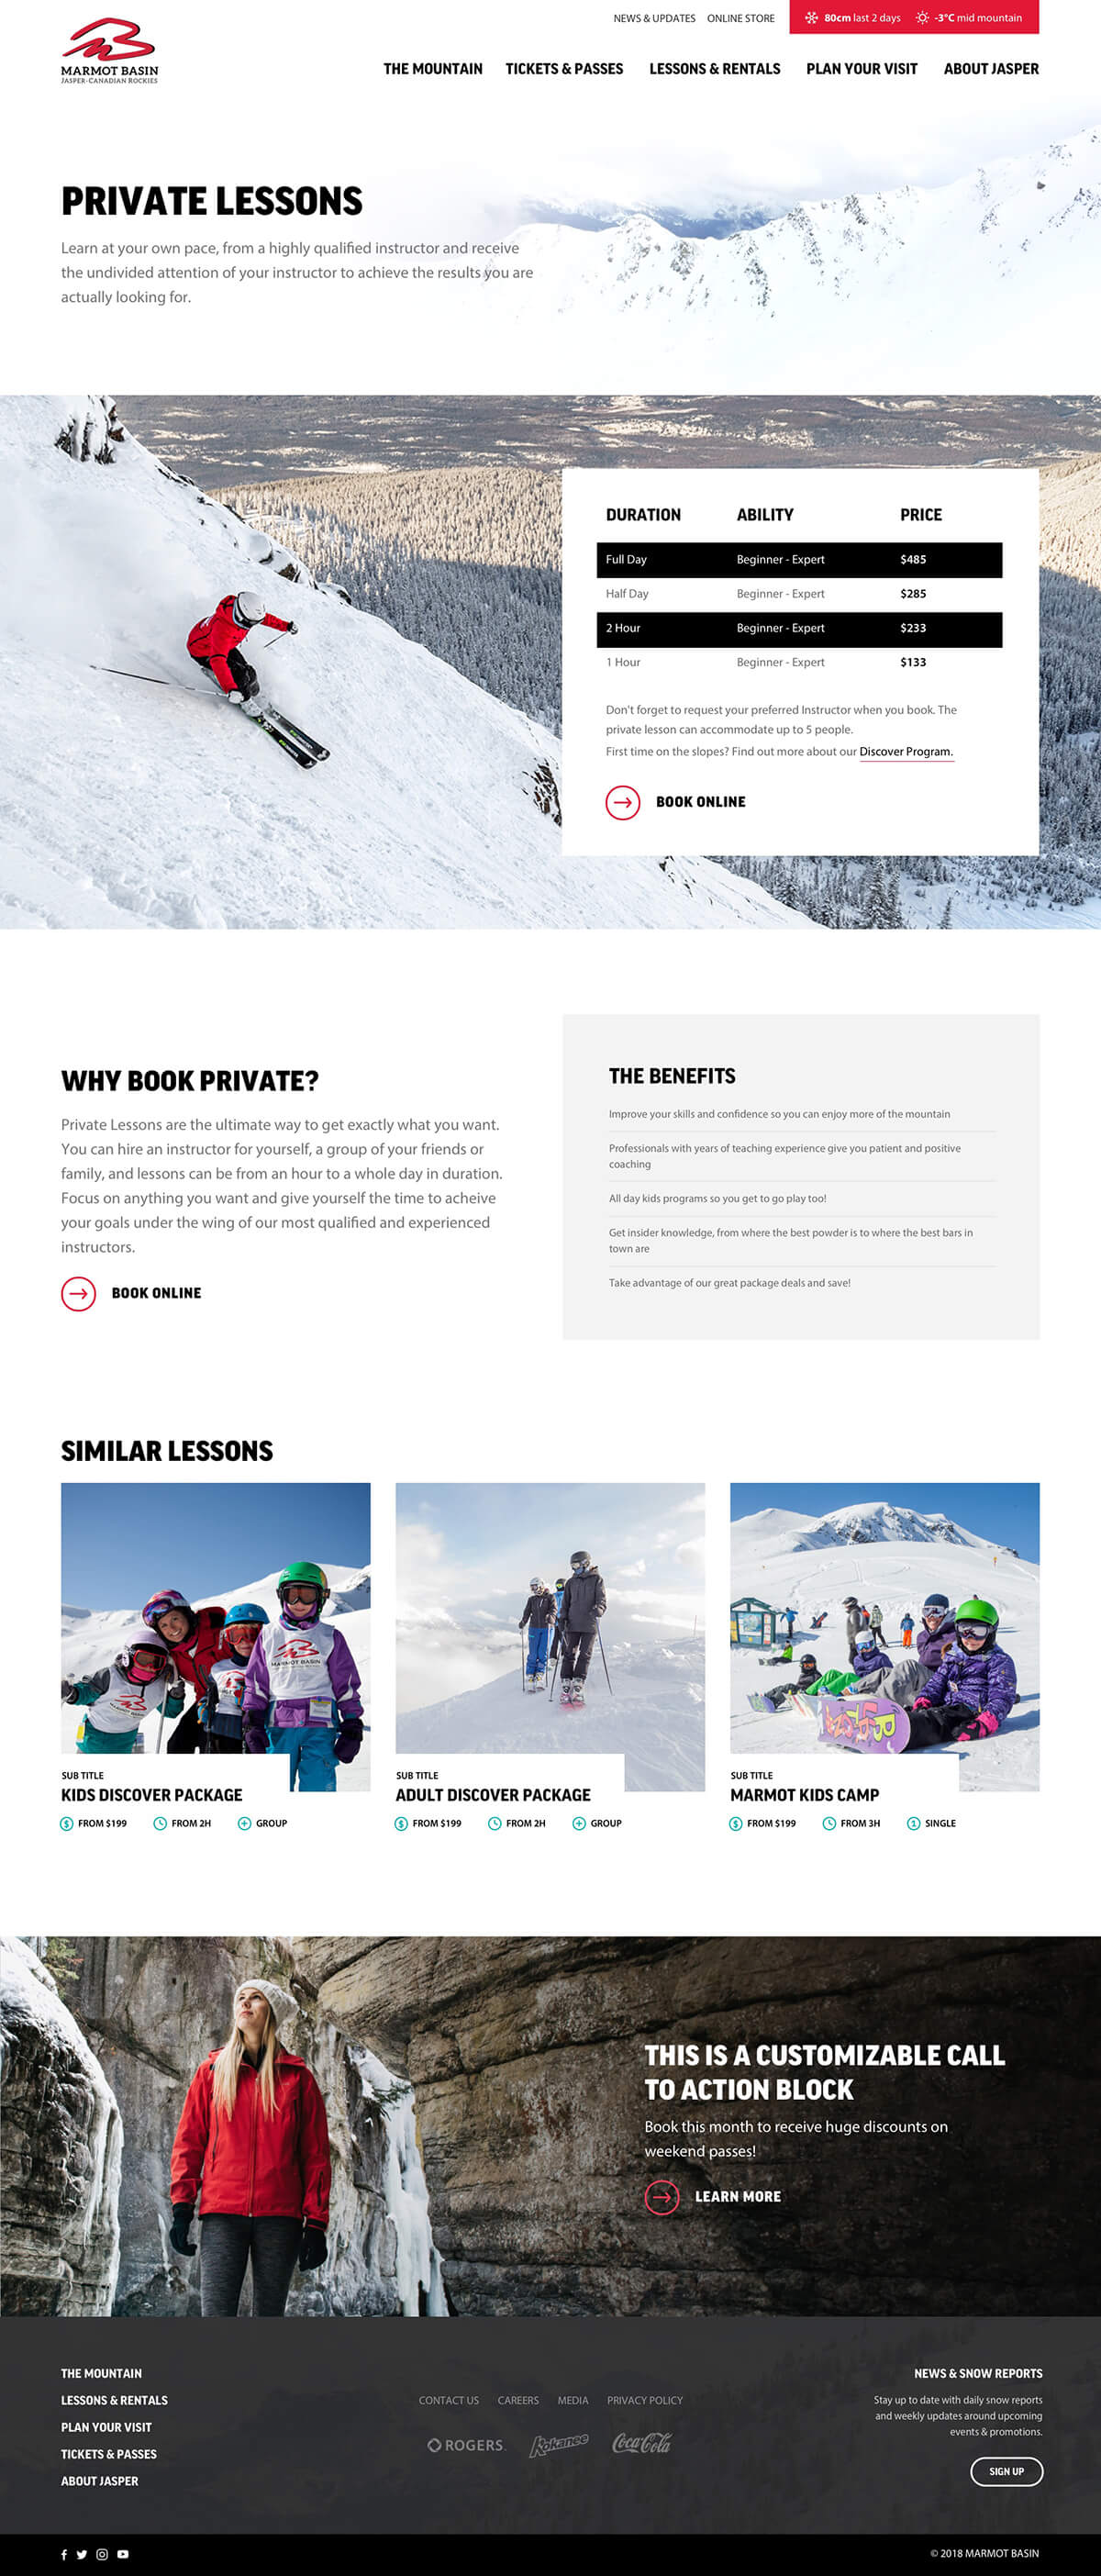 NEWS & UPDATES ONLINE STORE 80cm last 2 days -3°C mid mountain
MARMOT BASIN
JASPER-CANADIAN ROCKIES
THE MOUNTAIN TICKETS & PASSES LESSONS & RENTALS PLAN YOUR VISIT ABOUT JASPER
PRIVATE LESSONS
Learn at your own pace, from a highly qualified instructor and receive
the undivided attention of your instructor to achieve the results you are
actually looking for.
DURATION ABILITY PRICE
Full Day Beginner - Expert $485
Half Day Beginner - Expert $285
2 Hour Beginner - Expert $233
1 Hour Beginner - Expert $133
Don't forget to request your preferred Instructor when you book. The
private lesson can accommodate up to 5 people.
First time on the slopes? Find out more about our Discover Program.
BOOK ONLINE
WHY BOOK PRIVATE?
Private Lessons are the ultimate way to get exactly what you want.
You can hire an instructor for yourself, a group of your friends or
family, and lessons can be from an hour to a whole day in duration.
Focus on anything you want and give yourself the time to acheive
your goals under the wing of our most qualified and experienced
instructors.
BOOK ONLINE
THE BENEFITS
Improve your skills and confidence so you can enjoy more of the mountain
Professionals with years of teaching experience give you patient and positive
coaching
All day kids programs so you get to go play too!
Get insider knowledge, from where the best powder is to where the best bars in
town are
Take advantage of our great package deals and save!
SIMILAR LESSONS
MARMOT BASIN
SUB TITLE
KIDS DISCOVER PACKAGE
$ FROM $199 FROM 2H GROUP
SUB TITLE
ADULT DISCOVER PACKAGE
$ FROM $199 FROM 2H GROUP
SUB TITLE
MARMOT KIDS CAMP
$ FROM $199 FROM 3H 1 SINGLE
THIS IS A CUSTOMIZABLE CALL
TO ACTION BLOCK
Book this month to receive huge discounts on
weekend passes!
LEARN MORE
THE MOUNTAIN
LESSONS & RENTALS
PLAN YOUR VISIT
TICKETS & PASSES
ABOUT JASPER
CONTACT US CAREERS MEDIA PRIVACY POLICY
ROGERS. Kokanee Coca-Cola
NEWS & SNOW REPORTS
Stay up to date with daily snow reports
and weekly updates around upcoming
events & promotions.
SIGN UP
© 2018 MARMOT BASIN